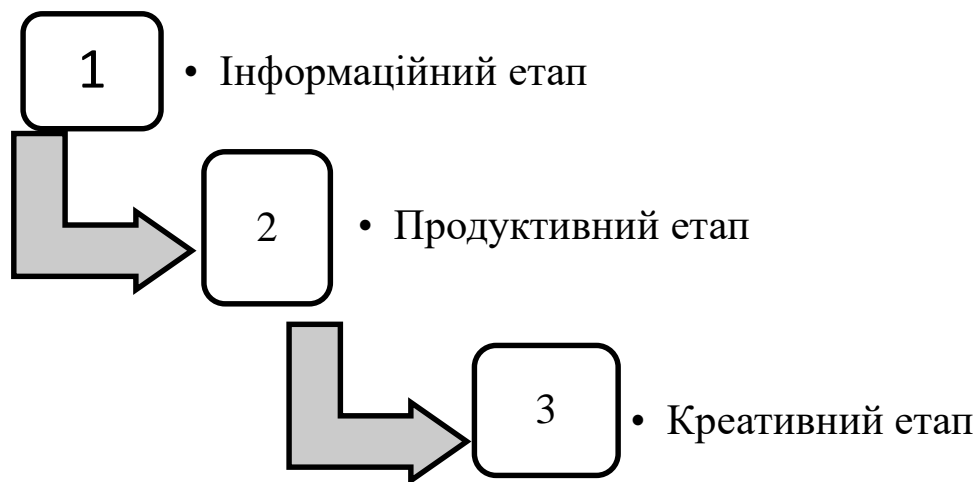 1
• Інформаційний етап
2
• Продуктивний етап
3
• Креативний етап